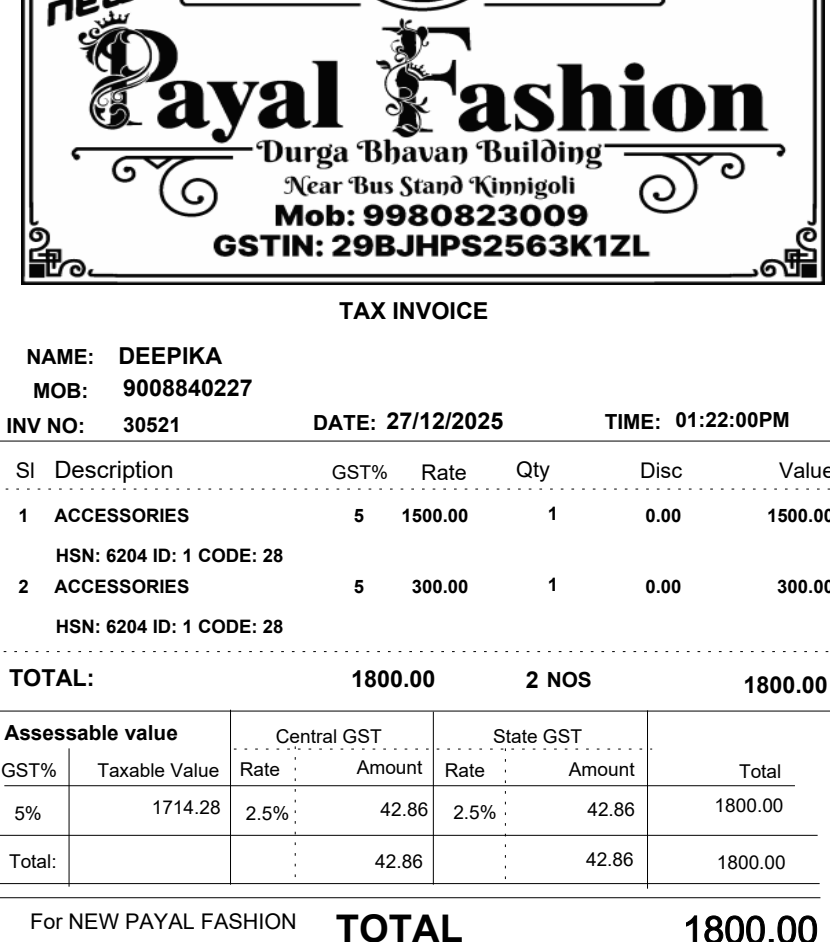 new
Payal Fashion
Durga Bhavan Building
Near Bus Stand Kinnigoli
Mob: 9980823009
GSTIN: 29BJHPS2563K1ZL
TAX INVOICE
NAME: DEEPIKA
MOB: 9008840227
INV NO: 30521 DATE: 27/12/2025 TIME: 01:22:00PM
Sl Description GST% Rate Qty Disc Value
1 ACCESSORIES 5 1500.00 1 0.00 1500.00
HSN: 6204 ID: 1 CODE: 28
2 ACCESSORIES 5 300.00 1 0.00 300.00
HSN: 6204 ID: 1 CODE: 28
TOTAL: 1800.00 2 NOS 1800.00
Assessable value Central GST State GST
GST% Taxable Value Rate Amount Rate Amount Total
5% 1714.28 2.5% 42.86 2.5% 42.86 1800.00
Total: 42.86 42.86 1800.00
For NEW PAYAL FASHION TOTAL 1800.00